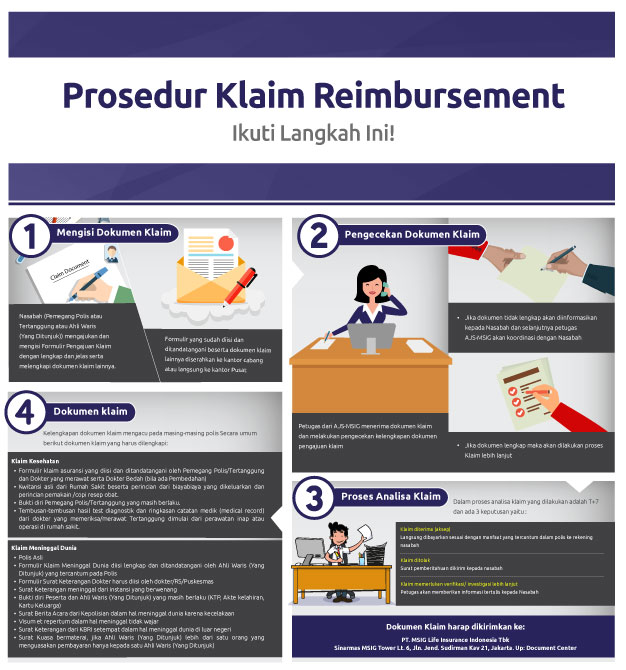 Prosedur Klaim Reimbursement
Ikuti Langkah Ini!
1
Mengisi Dokumen Klaim
Claim Document
Nasabah (Pemegang Polis atau
Tertanggung atau Ahli Waris
(Yang Ditunjuk)) mengajukan dan
mengisi Formulir Pengajuan Klaim
dengan lengkap dan jelas serta
melengkapi dokumen klaim lainnya.
Formulir yang sudah diisi dan
ditandatangani beserta dokumen klaim
lainnya diserahkan ke kantor cabang
atau langsung ke kantor Pusat
2
Pengecekan Dokumen Klaim
Petugas dari AJS-MSIG menerima dokumen klaim
dan melakukan pengecekan kelengkapan dokumen
pengajuan klaim
• Jika dokumen tidak lengkap akan diinformasikan
kepada Nasabah dan selanjutnya petugas
AJS-MSIG akan koordinasi dengan Nasabah
• Jika dokumen lengkap maka akan dilakukan proses
Klaim lebih lanjut
3
Proses Analisa Klaim
Dalam proses analisa klaim yang dilakukan adalah T+7
dan ada 3 keputusan yaitu :
Klaim diterima (aksep)
Langsung dibayarkan sesuai dengan manfaat yang tercantum dalam polis ke rekening
nasabah
Klaim ditolak
Surat pemberitahuan dikirim kepada nasabah
Klaim memerlukan verifikasi/ investigasi lebih lanjut
Petugas akan memberikan informasi tertulis kepada Nasabah
Dokumen Klaim harap dikirimkan ke:
PT. MSIG Life Insurance Indonesia Tbk
Sinarmas MSIG Tower Lt. 6, Jln. Jend. Sudirman Kav 21, Jakarta. Up: Document Center
4
Dokumen klaim
Kelengkapan dokumen klaim mengacu pada masing-masing polis Secara umum
berikut dokumen klaim yang harus dilengkapi:
Klaim Kesehatan
• Formulir klaim asuransi yang diisi dan ditandatangani oleh Pemegang Polis/Tertanggung
dan Dokter yang merawat serta Dokter Bedah (bila ada Pembedahan)
• Kwitansi asli dari Rumah Sakit beserta perincian dari biayabiaya yang dikeluarkan dan
perincian pemakain /copi resep obat.
• Bukti diri Pemegang Polis/Tertanggung yang masih berlaku.
• Tembusan-tembusan hasil test diagnostik dan ringkasan catatan medik (medical record)
dari dokter yang memeriksa/merawat Tertanggung dimulai dari perawatan inap atau
operasi di rumah sakit.
Klaim Meninggal Dunia
• Polis Asli
• Formulir Klaim Meninggal Dunia diisi lengkap dan ditandatangani oleh Ahli Waris (Yang
Ditunjuk) yang tercantum pada Polis
• Formulir Surat Keterangan Dokter harus diisi oleh dokter/RS/Puskesmas
• Surat Keterangan meninggal dari instansi yang berwenang
• Bukti diri Peserta dan Ahli Waris (Yang Ditunjuk) yang masih berlaku (KTP, Akte kelahiran,
Kartu Keluarga)
• Surat Berita Acara dari Kepolisian dalam hal meninggal dunia karena kecelakaan
• Visum et repertum dalam hal meninggal tidak wajar
• Surat Keterangan dari KBRI setempat dalam hal meninggal dunia di luar negeri
• Surat Kuasa bermaterai, jika Ahli Waris (Yang Ditunjuk) lebih dari satu orang yang
menguasakan pembayaran hanya kepada satu Ahli Waris (Yang Ditunjuk)